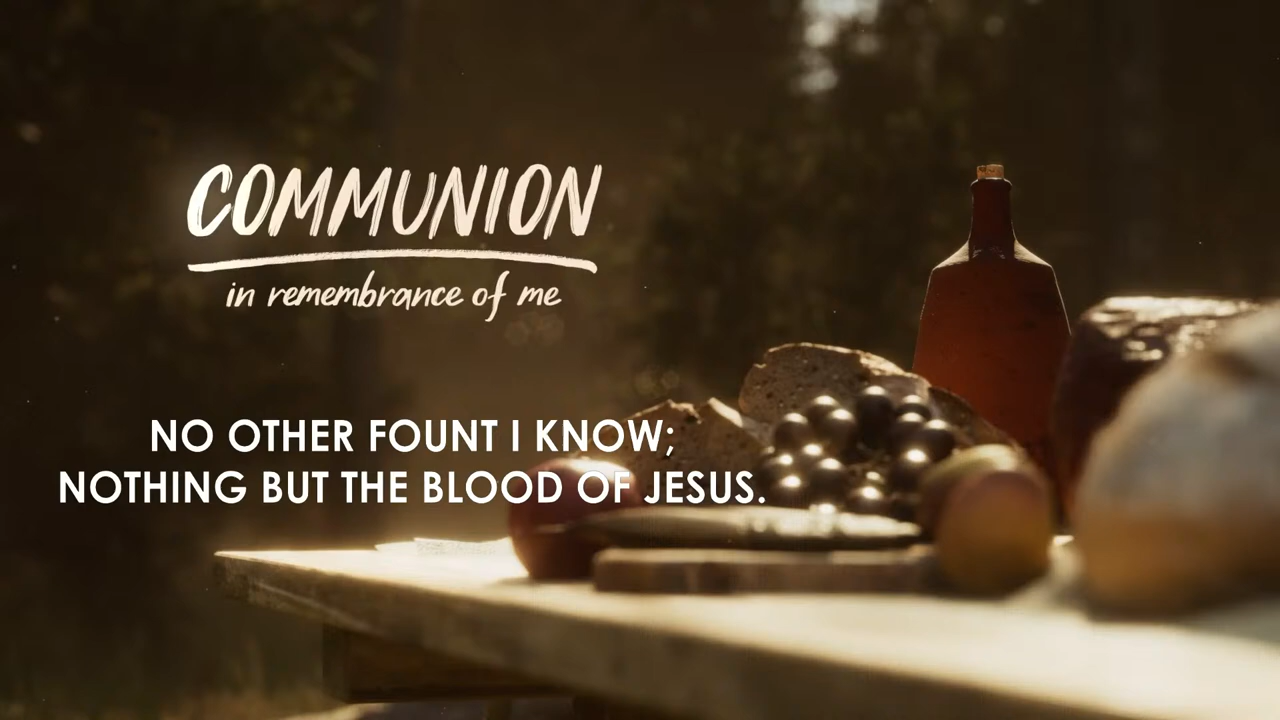 COMMUNION
in remembrance of me
NO OTHER FOUNT I KNOW;
NOTHING BUT THE BLOOD OF JESUS.